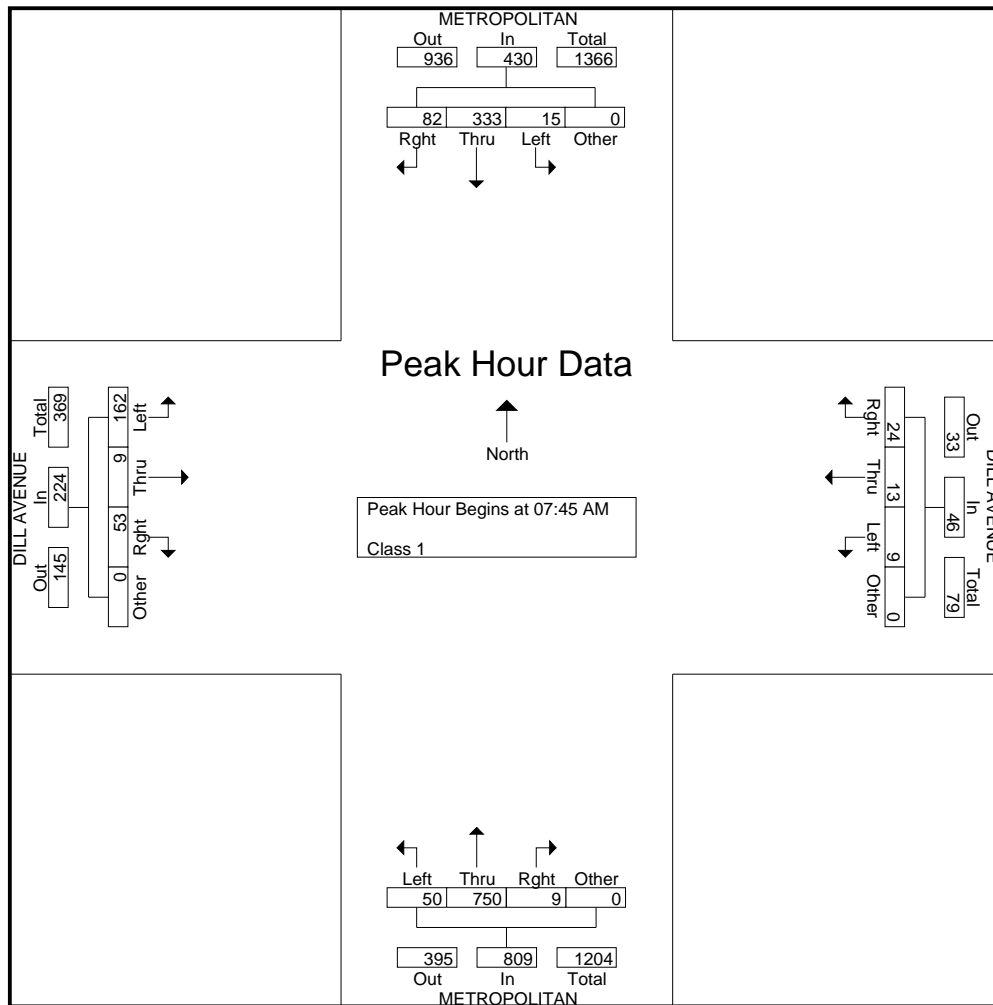 METROPOLITAN
Out In Total
936 430 1366
82 333 15 0
Rght Thru Left Other
Peak Hour Data
North
Peak Hour Begins at 07:45 AM
Class 1
DILL AVENUE
Total In Out
369 224 145
162 9 53 0
Left Thru Rght Other
Rght Thru Left Other
24 13 9 0
Out In Total
33 46 79
DILL AVENUE
Left Thru Rght Other
50 750 9 0
395 809 1204
Out In Total
METROPOLITAN